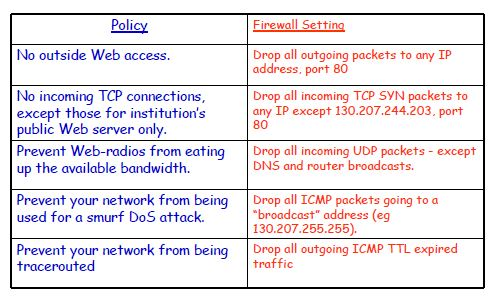 Policy
Firewall Setting
No outside Web access.
Drop all outgoing packets to any IP
address, port 80
No incoming TCP connections,
except those for institution's
public Web server only.
Drop all incoming TCP SYN packets to
any IP except 130.207.244.203, port
80
Prevent Web-radios from eating
up the available bandwidth.
Drop all incoming UDP packets - except
DNS and router broadcasts.
Prevent your network from being
used for a smurf DoS attack.
Drop all ICMP packets going to a
"broadcast" address (eg
130.207.255.255).
Prevent your network from being
tracerouted
Drop all outgoing ICMP TTL expired
traffic